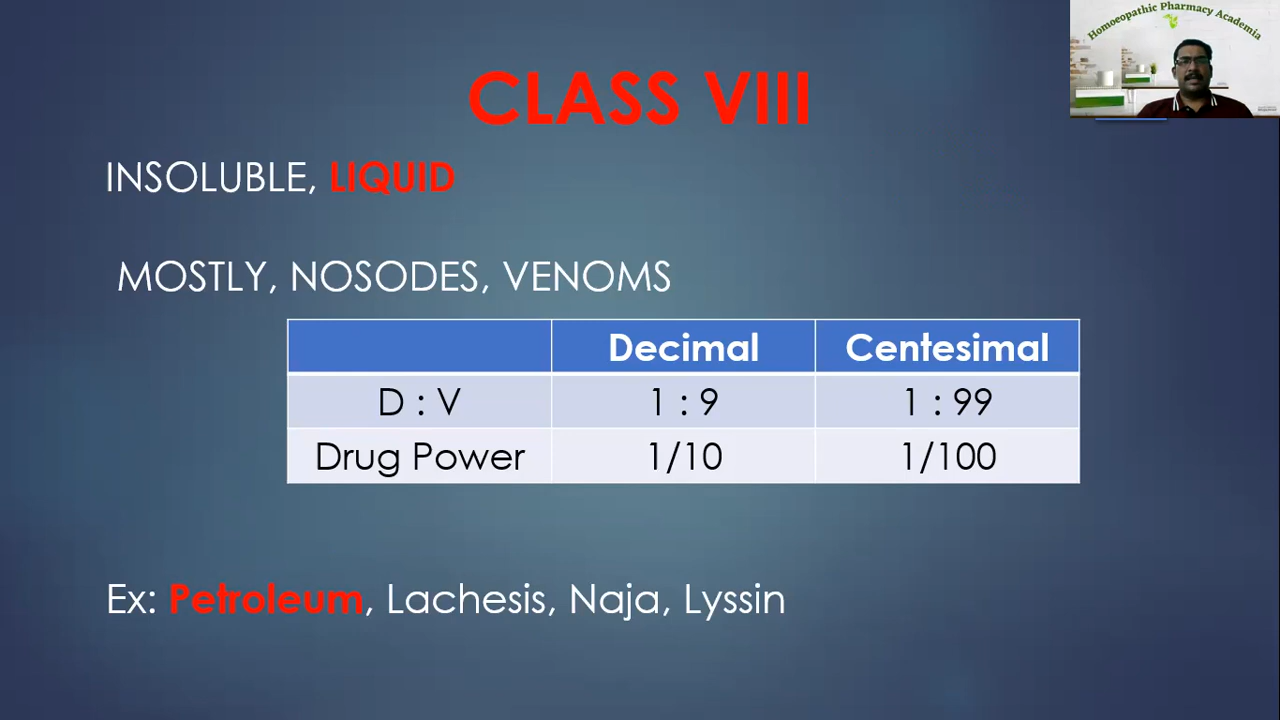 Homoeopathic Pharmacy Academia
CLASS VIII
INSOLUBLE, LIQUID
MOSTLY, NOSODES, VENOMS
Decimal Centesimal
D : V 1 : 9 1 : 99
Drug Power 1/10 1/100
Ex: Petroleum, Lachesis, Naja, Lyssin